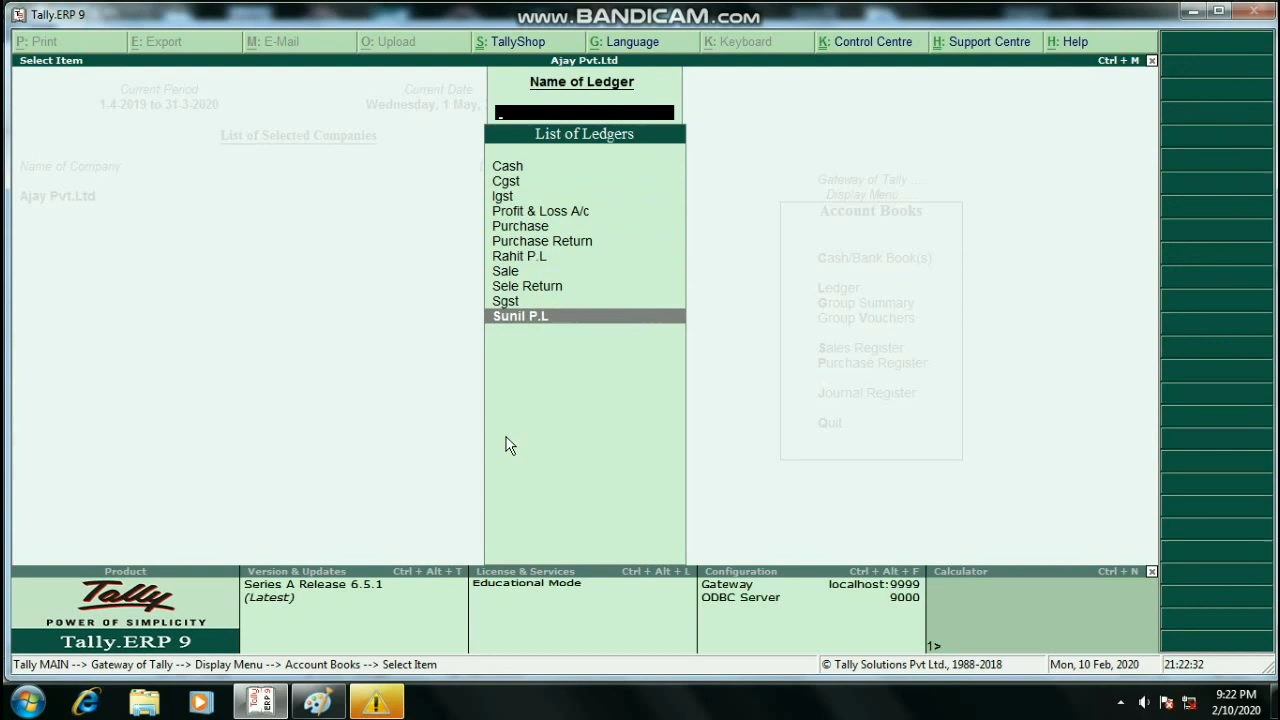 Tally.ERP 9
www.BANDICAM.com
P: Print
E: Export
M: E-Mail
O: Upload
S: TallyShop
G: Language
K: Keyboard
K: Control Centre
H: Support Centre
H: Help
Select Item
Ajay Pvt.Ltd
Ctrl + M
Current Period
1.4-2019 to 31.3-2020
Current Date
Wednesday, 1 May,
List of Selected Companies
Name of Company
Ajay Pvt.Ltd
Name of Ledger
List of Ledgers
Cash
Cgst
Igst
Profit & Loss A/c
Purchase
Purchase Return
Rahit P.L
Sale
Sele Return
Sgst
Sunil P.L
Gateway of Tally .....
Display Menu .....
Account Books
Cash/Bank Book(s)
Ledger
Group Summary
Group Vouchers
Sales Register
Purchase Register
Journal Register
Quit
Product
Tally
POWER OF SIMPLICITY
Tally.ERP 9
Version & Updates Ctrl + Alt + T
Series A Release 6.5.1
(Latest)
License & Services Ctrl + Alt + L
Educational Mode
Configuration Ctrl + Alt + F
Gateway localhost:9999
ODBC Server 9000
Calculator Ctrl + N
1>
Tally MAIN --> Gateway of Tally --> Display Menu --> Account Books --> Select Item
© Tally Solutions Pvt Ltd., 1988-2018
Mon, 10 Feb, 2020
21:22:32
Tally ERP 9
9:22 PM
2/10/2020